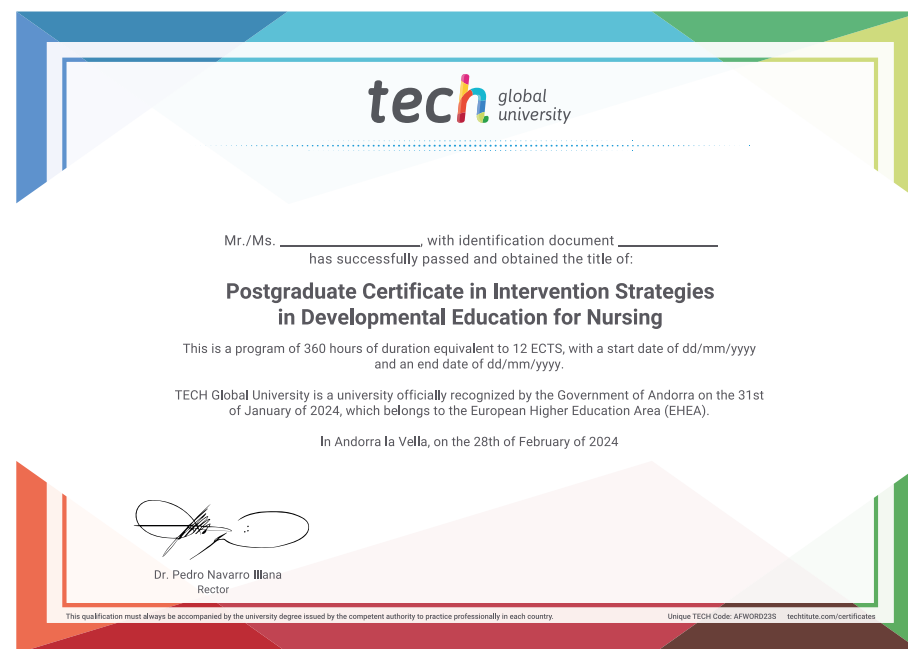 tech global
university
Mr./Ms. ____________, with identification document ____________
has successfully passed and obtained the title of:
Postgraduate Certificate in Intervention Strategies
in Developmental Education for Nursing
This is a program of 360 hours of duration equivalent to 12 ECTS, with a start date of dd/mm/yyyy
and an end date of dd/mm/yyyy.
TECH Global University is a university officially recognized by the Government of Andorra on the 31st
of January of 2024, which belongs to the European Higher Education Area (EHEA).
In Andorra la Vella, on the 28th of February of 2024
Dr. Pedro Navarro Illana
Rector
This qualification must always be accompanied by the university degree issued by the competent authority to practice professionally in each country.
Unique TECH Code: AFWORD23S techtitute.com/certificates